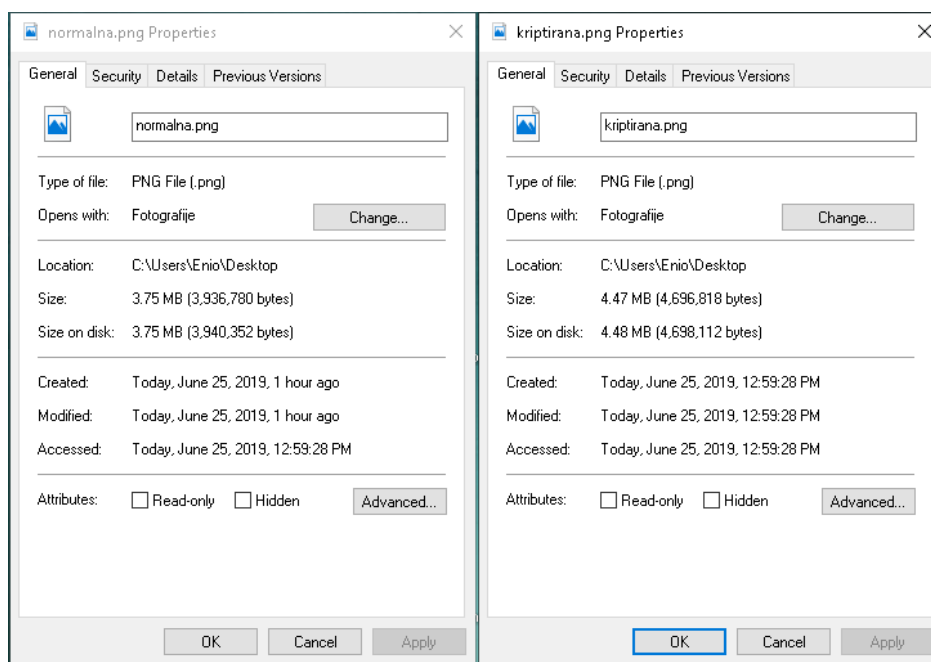 normalna.png Properties
General Security Details Previous Versions
normalna.png
Type of file: PNG File (.png)
Opens with: Fotografije Change...
Location: C:\Users\Enio\Desktop
Size: 3.75 MB (3,936,780 bytes)
Size on disk: 3.75 MB (3,940,352 bytes)
Created: Today, June 25, 2019, 1 hour ago
Modified: Today, June 25, 2019, 1 hour ago
Accessed: Today, June 25, 2019, 12:59:28 PM
Attributes: Read-only Hidden Advanced...
OK Cancel Apply
kriptirana.png Properties
General Security Details Previous Versions
kriptirana.png
Type of file: PNG File (.png)
Opens with: Fotografije Change...
Location: C:\Users\Enio\Desktop
Size: 4.47 MB (4,696,818 bytes)
Size on disk: 4.48 MB (4,698,112 bytes)
Created: Today, June 25, 2019, 12:59:28 PM
Modified: Today, June 25, 2019, 12:59:28 PM
Accessed: Today, June 25, 2019, 12:59:28 PM
Attributes: Read-only Hidden Advanced...
OK Cancel Apply